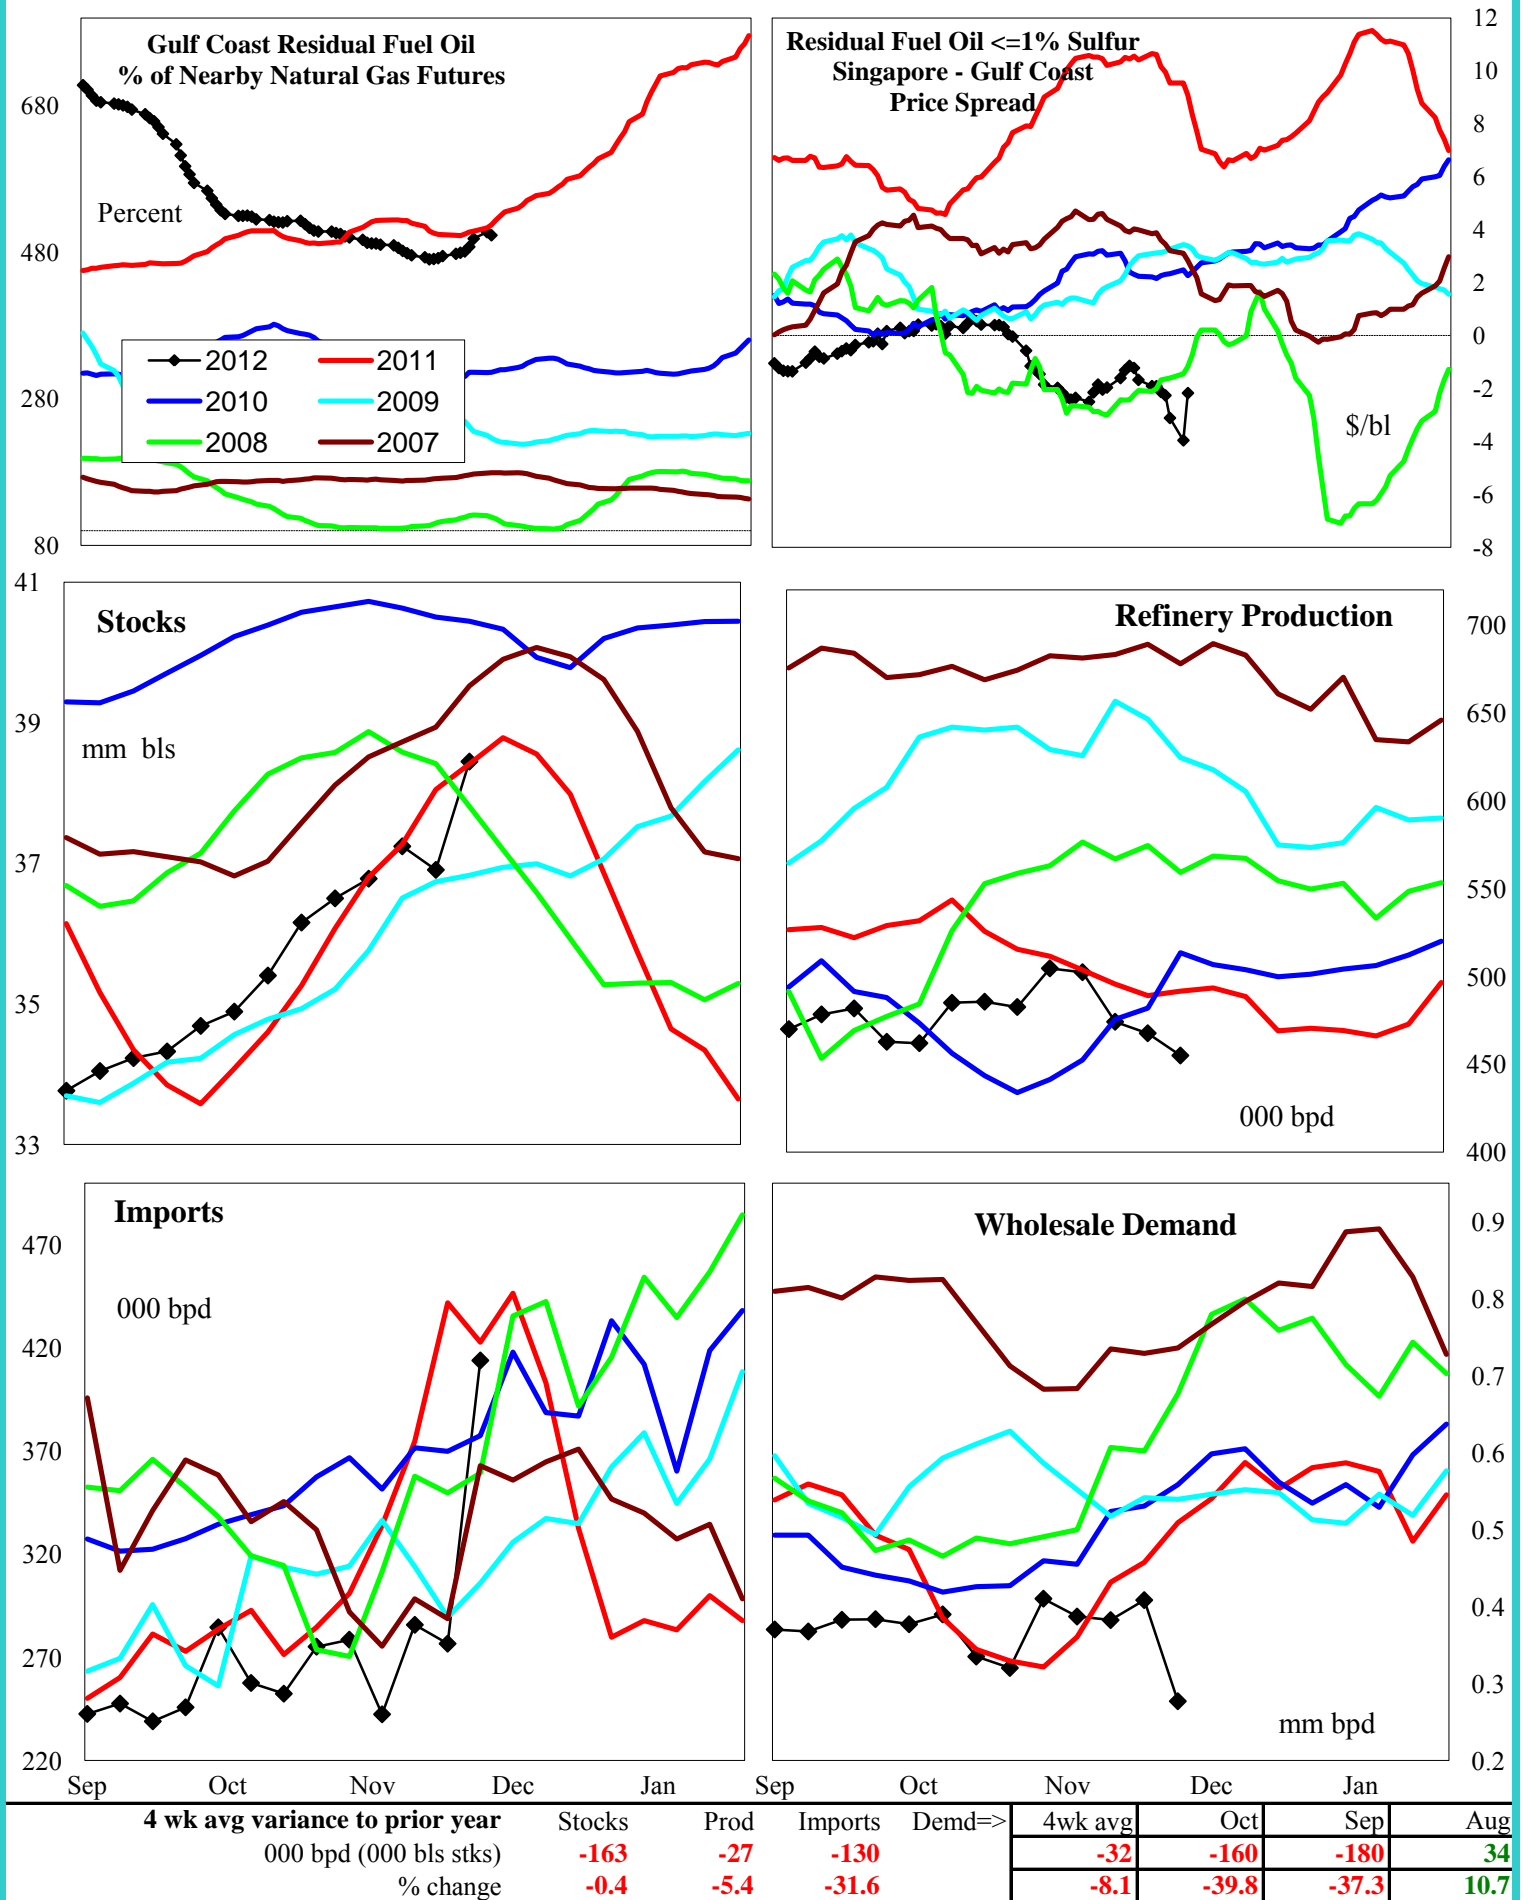 Gulf Coast Residual Fuel Oil
% of Nearby Natural Gas Futures
Percent
680
480
280
80
2012
2011
2010
2009
2008
2007
Residual Fuel Oil <=1% Sulfur
Singapore - Gulf Coast
Price Spread
$/bl
12
10
8
6
4
2
0
-2
-4
-6
-8
Stocks
mm bls
41
39
37
35
33
Refinery Production
000 bpd
700
650
600
550
500
450
400
Imports
000 bpd
470
420
370
320
270
220
Sep Oct Nov Dec Jan
Wholesale Demand
mm bpd
0.9
0.8
0.7
0.6
0.5
0.4
0.3
0.2
Sep Oct Nov Dec Jan
4 wk avg variance to prior year Stocks Prod Imports Demd=> 4wk avg Oct Sep Aug
000 bpd (000 bls stks) -163 -27 -130 -32 -160 -180 34
% change -0.4 -5.4 -31.6 -8.1 -39.8 -37.3 10.7